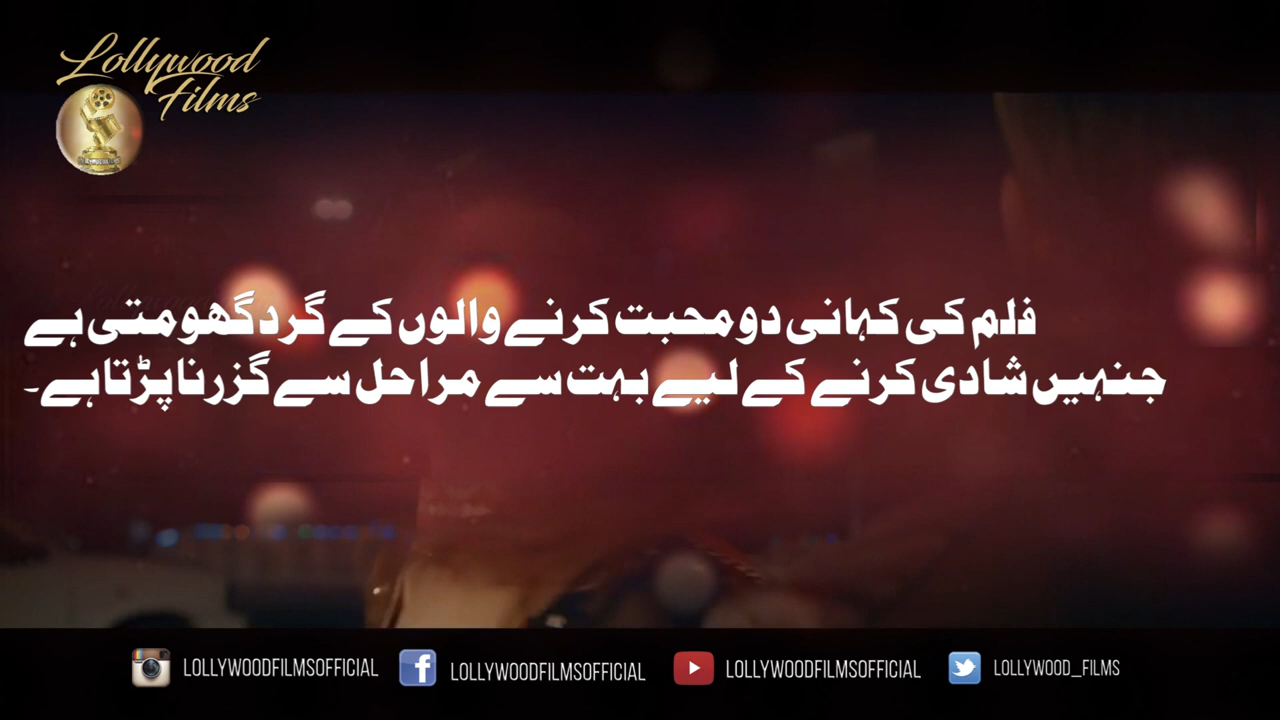 Lollywood
Films
فلم کی کہانی دو محبت کرنے والوں کے گرد گھومتی ہے
جنہیں شادی کرنے کے لیے بہت سے مراحل سے گزرنا پڑتا ہے۔
LOLLYWOODFILMSOFFICIAL
LOLLYWOODFILMSOFFICIAL
LOLLYWOODFILMSOFFICIAL
LOLLYWOOD_FILMS